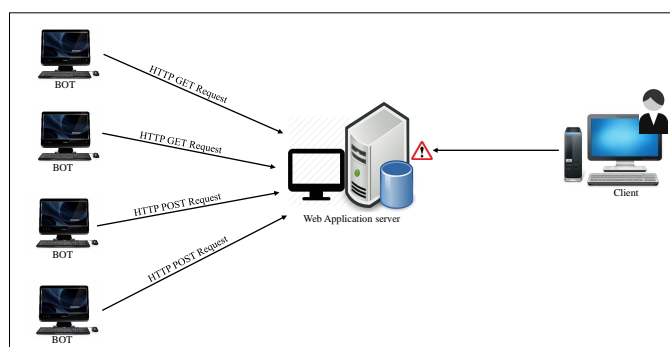 BOT
HTTP GET Request
BOT
HTTP GET Request
BOT
HTTP POST Request
BOT
HTTP POST Request
Web Application server
Client